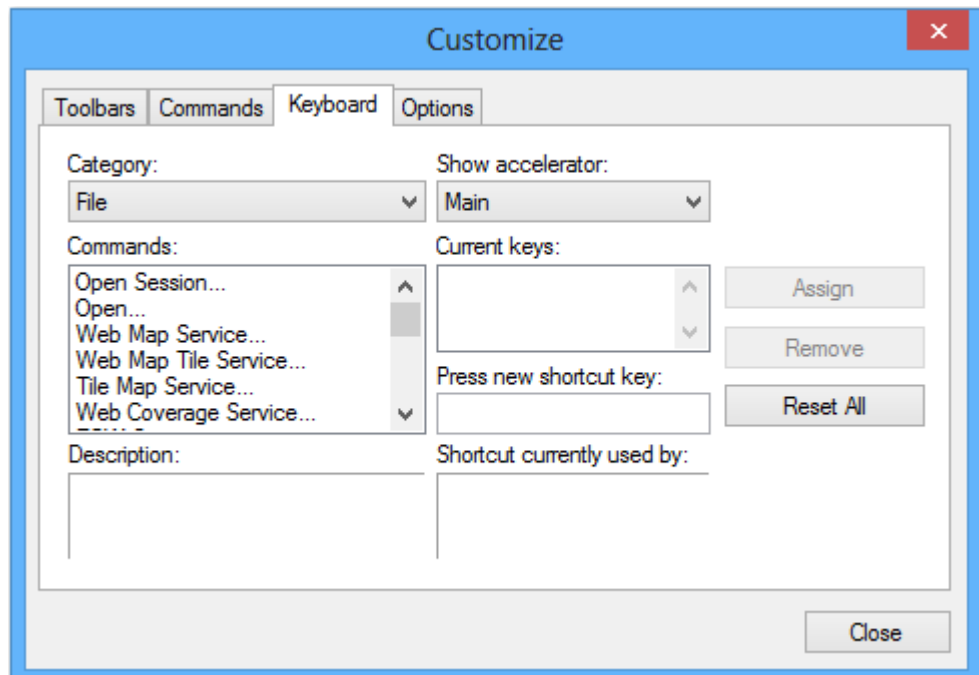 Customize
Toolbars Commands Keyboard Options
Category:
File
Show accelerator:
Main
Commands:
Open Session...
Open...
Web Map Service...
Web Map Tile Service...
Tile Map Service...
Web Coverage Service...
Current keys:
Press new shortcut key:
Assign
Remove
Reset All
Description:
Shortcut currently used by:
Close